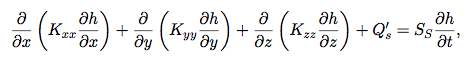 ∂/∂x (K_xx ∂h/∂x) + ∂/∂y (K_yy ∂h/∂y) + ∂/∂z (K_zz ∂h/∂z) + Q′_s = S_S ∂h/∂t,